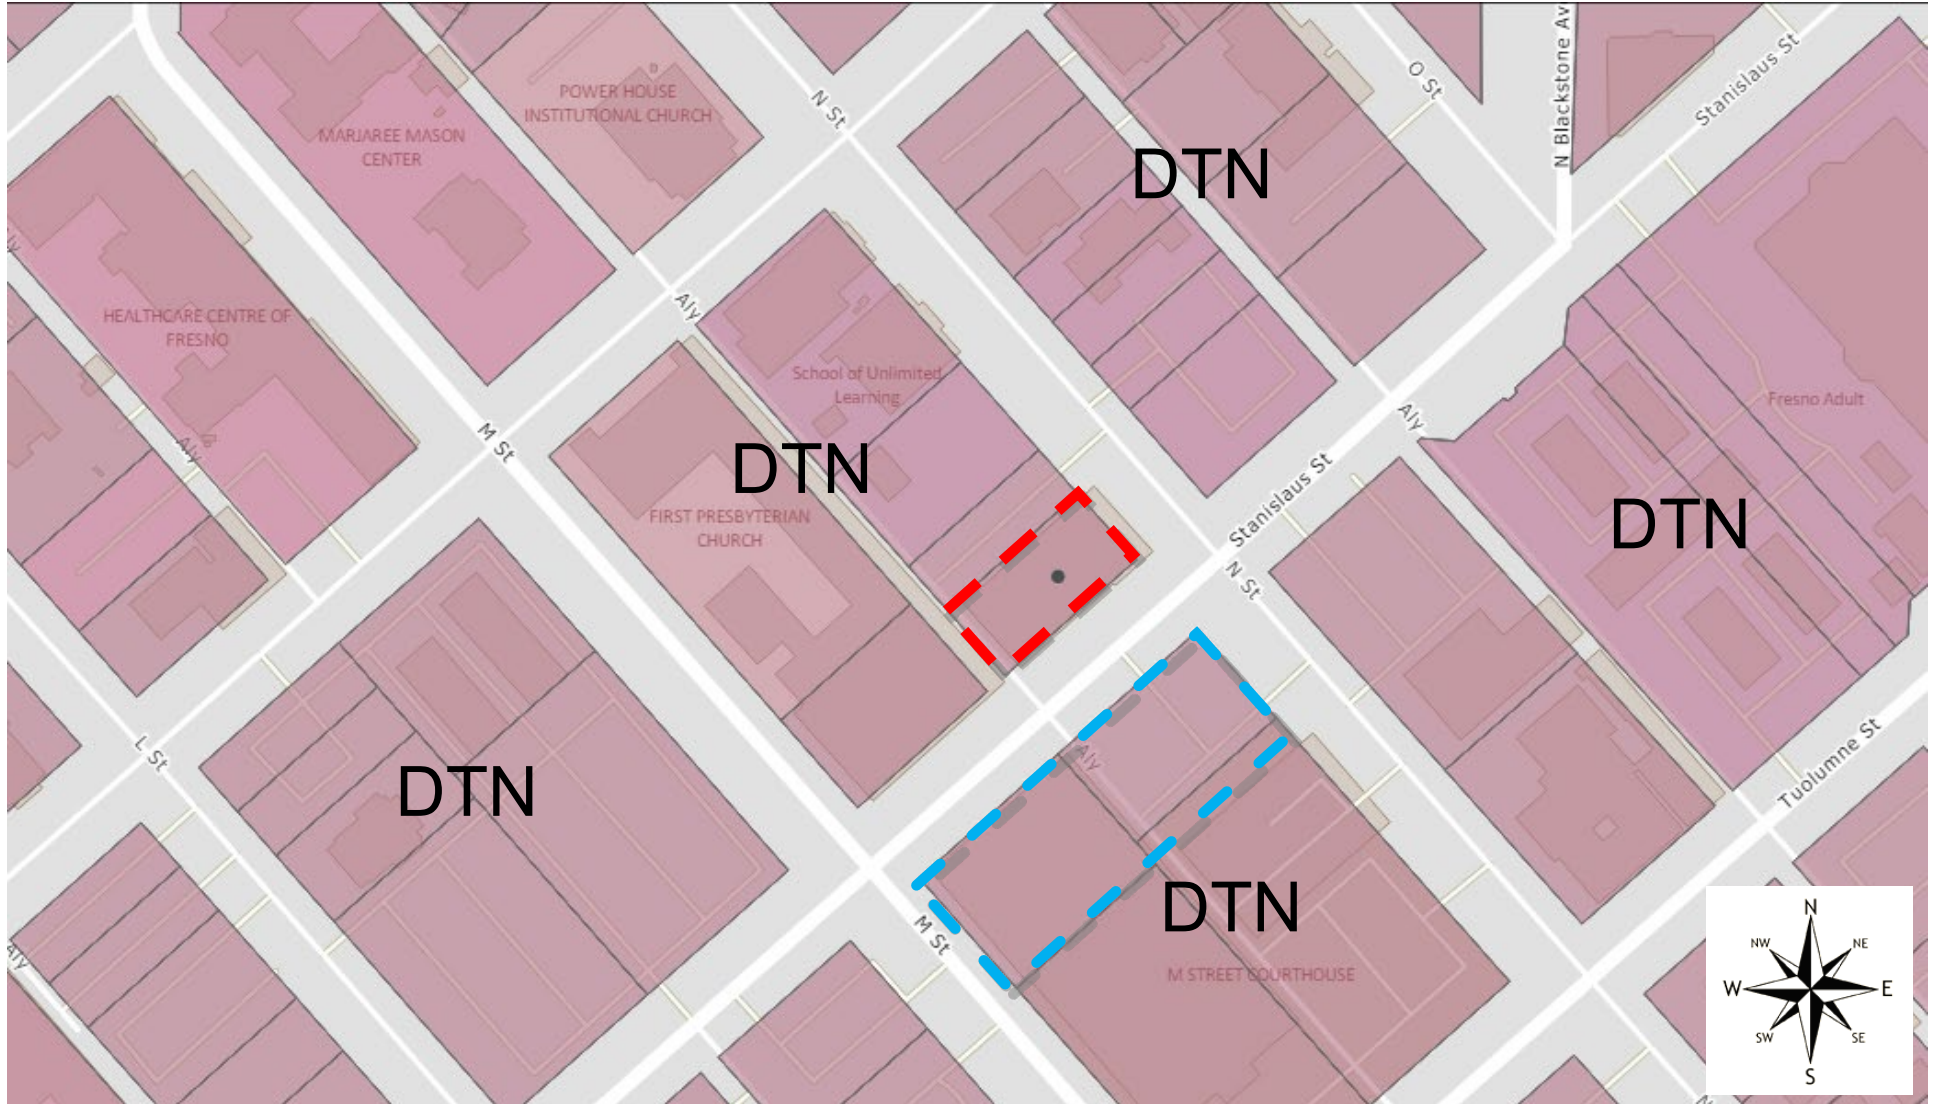 N Blackstone Av
O St
Stanislaus St
POWER HOUSE
INSTITUTIONAL CHURCH
N St
MARJAREE MASON
CENTER
DTN
HEALTHCARE CENTRE OF
FRESNO
Aly
School of Unlimited
Learning
Fresno Adult
Aly
M St
Aly
DTN
Stanislaus St
FIRST PRESBYTERIAN
CHURCH
DTN
N St
L St
Aly
Tuolumne St
DTN
DTN
M St
Aly
M STREET COURTHOUSE
N
NW
NE
W
E
SW
SE
S